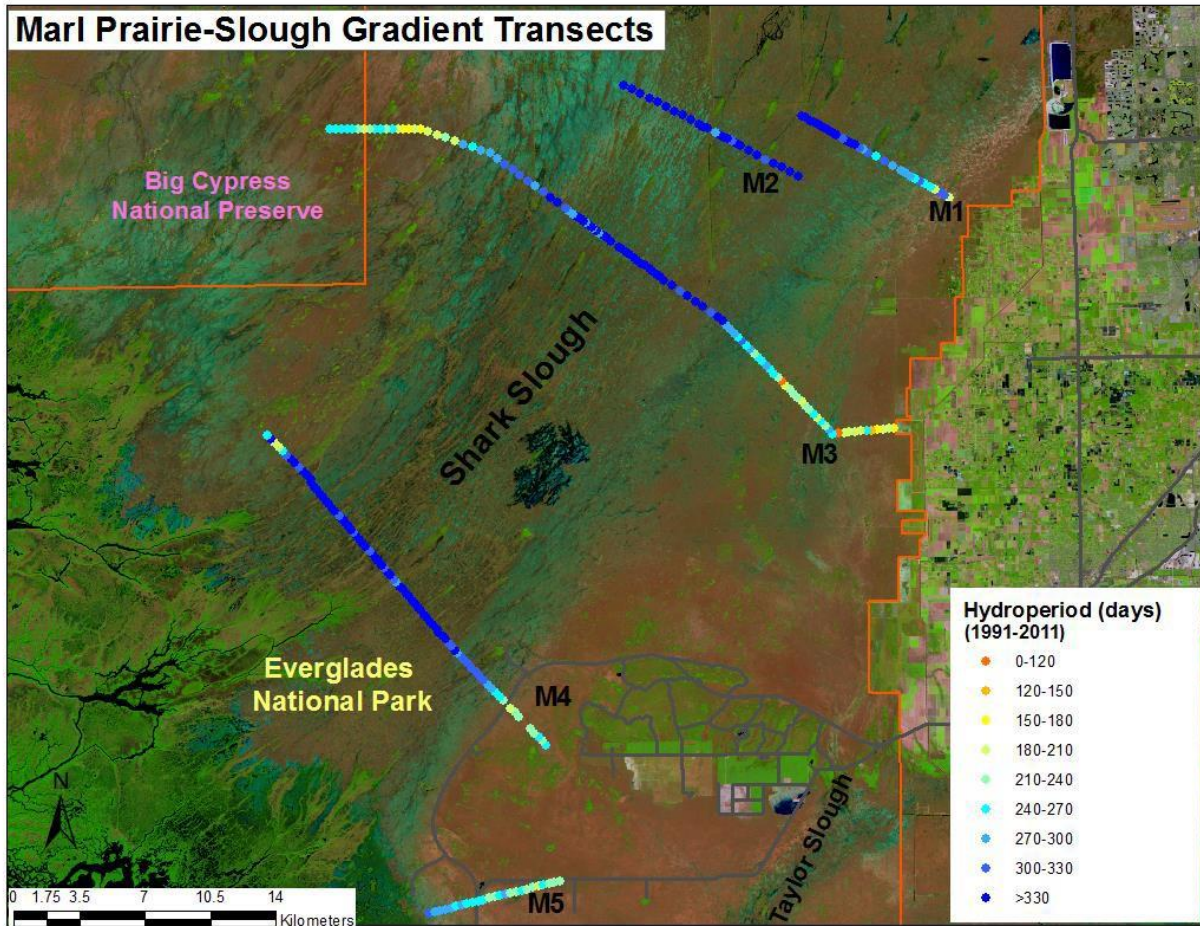 Marl Prairie-Slough Gradient Transects
Big Cypress
National Preserve
M2
M1
Shark Slough
M3
Everglades
National Park
M4
Taylor Slough
M5
N
0 1.75 3.5 7 10.5 14
Kilometers
Hydroperiod (days)
(1991-2011)
0-120
120-150
150-180
180-210
210-240
240-270
270-300
300-330
>330